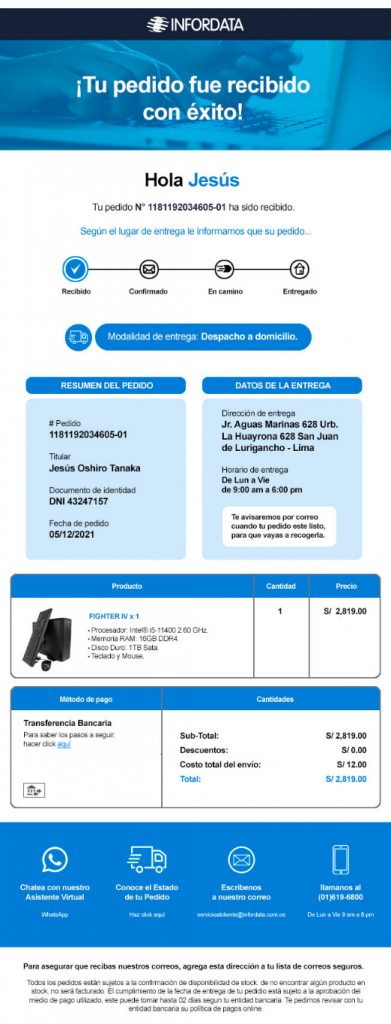 INFORDATA
¡Tu pedido fue recibido
con éxito!
Hola Jesús
Tu pedido N° 1181192034605-01 ha sido recibido.
Según el lugar de entrega le informamos que su pedido...
Recibido
Confirmado
En camino
Entregado
Modalidad de entrega: Despacho a domicilio.
RESUMEN DEL PEDIDO
# Pedido
1181192034605-01
Titular
Jesús Oshiro Tanaka
Documento de identidad
DNI 43247157
Fecha de pedido
05/12/2021
DATOS DE LA ENTREGA
Dirección de entrega
Jr. Aguas Marinas 628 Urb.
La Huayrona 628 San Juan
de Lurigancho - Lima
Horario de entrega
De Lun a Vie
de 9:00 am a 6:00 pm
Te avisaremos por correo
cuando tu pedido este listo,
para que vayas a recogerla.
Producto
Cantidad
Precio
FIGHTER IV x 1
- Procesador: Intel® i5-11400 2.60 GHz.
- Memoria RAM: 16GB DDR4.
- Disco Duro: 1TB Sata.
- Teclado y Mouse.
1
S/ 2,819.00
Método de pago
Cantidades
Transferencia Bancaria
Para saber los pasos a seguir,
hacer click aquí
Sub-Total:
S/ 2,819.00
Descuentos:
S/ 0.00
Costo total del envío:
S/ 12.00
Total:
S/ 2,819.00
Chatea con nuestro
Asistente Virtual
WhatsApp
Conoce el Estado
de tu Pedido
Haz click aquí
Escríbenos
a nuestro correo
servicioalcliente@infordata.com.oe
llamanos al
(01)619-6800
De Lun a Vie 9 am a 6 pm
Para asegurar que recibas nuestros correos, agrega esta dirección a tu lista de correos seguros.
Todos los pedidos están sujetos a la confirmación de disponibilidad de stock, de no encontrar algún producto en
stock, no será facturado. El cumplimiento de la fecha de entrega de tu pedido está sujeto a la aprobación del
medio de pago utilizado, este puede tomar hasta 02 días segun tu entidad bancaria. Te pedimos revisar con tu
entidad bancaria su política de pagos online.